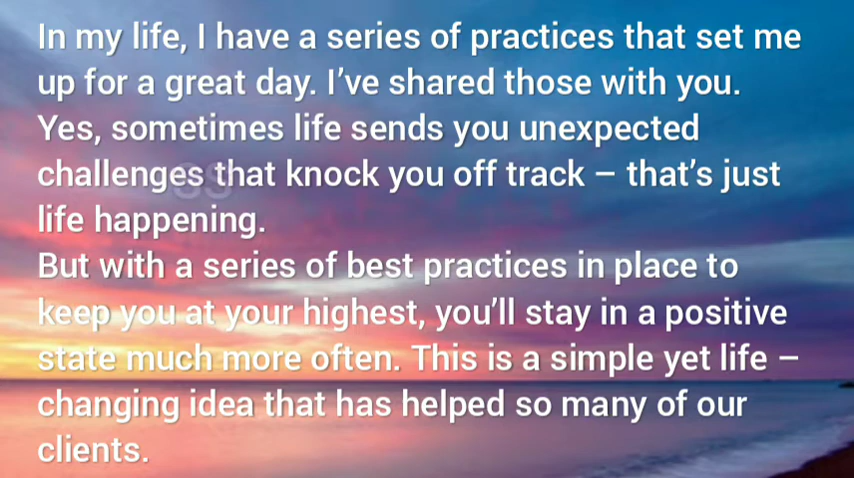 In my life, I have a series of practices that set me
up for a great day. I’ve shared those with you.
Yes, sometimes life sends you unexpected
challenges that knock you off track – that’s just
life happening.
But with a series of best practices in place to
keep you at your highest, you’ll stay in a positive
state much more often. This is a simple yet life –
changing idea that has helped so many of our
clients.